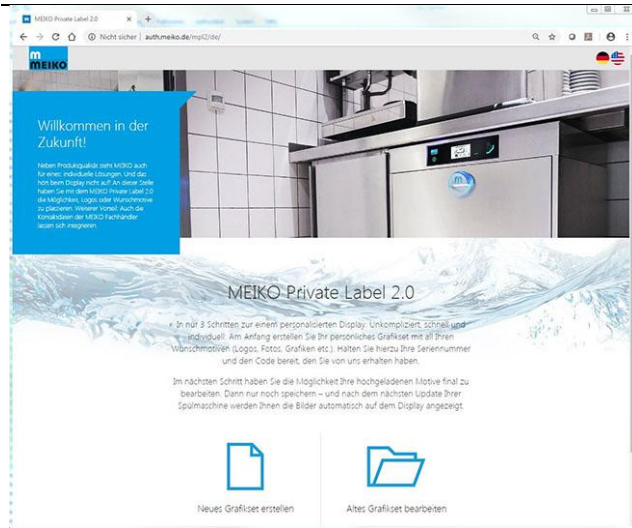 MEIKO Private Label 2.0
Nicht sicher | auth.meiko.de/mpl2/de/
m
MEIKO
Willkommen in der
Zukunft!
Neben Produktqualität steht MEIKO auch
für eines: individuelle Lösungen. Und das
hört beim Display nicht auf! An dieser Stelle
haben Sie mit dem MEIKO Private Label 2.0
die Möglichkeit, Logos oder Wunschmotive
zu platzieren. Weiterer Vorteil: Auch die
Kontaktdaten der MEIKO Fachhändler
lassen sich integrieren.
m
MEIKO Private Label 2.0
In nur 3 Schritten zur einem personalisierten Display. Unkompliziert, schnell und
individuell. Am Anfang erstellen Sie Ihr persönliches Grafikset mit all Ihren
Wunschmotiven (Logos, Fotos, Grafiken etc.). Halten Sie hierzu Ihre Seriennummer
und den Code bereit, den Sie von uns erhalten haben.
Im nächsten Schritt haben Sie die Möglichkeit Ihre hochgeladenen Motive final zu
bearbeiten. Dann nur noch speichern – und nach dem nächsten Update Ihrer
Spülmaschine werden Ihnen die Bilder automatisch auf dem Display angezeigt.
Neues Grafikset erstellen
Altes Grafikset bearbeiten